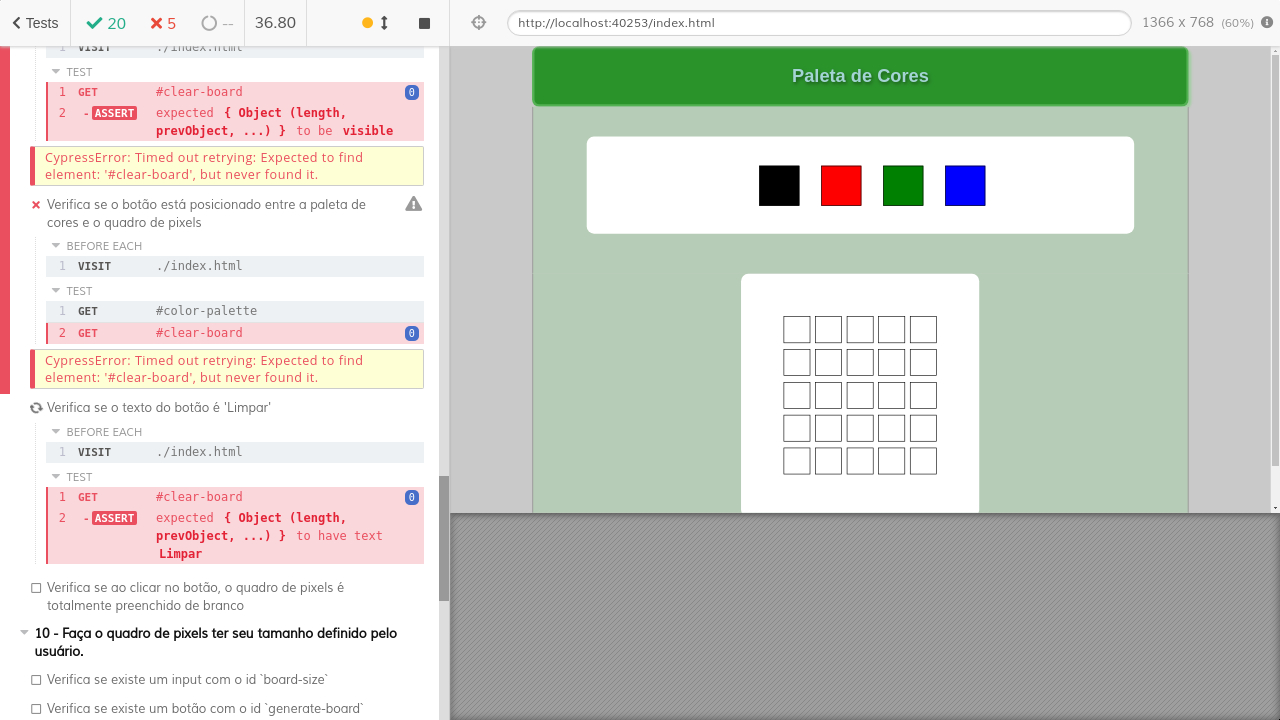 Tests 20 5 -- 36.80
http://localhost:40253/index.html 1366 x 768 (60%)
1 VISIT ./index.html
TEST
1 GET #clear-board 0
2 - ASSERT expected { Object (length,
prevObject, ...) } to be visible
CypressError: Timed out retrying: Expected to find
element: '#clear-board', but never found it.
Verifica se o botão está posicionado entre a paleta de
cores e o quadro de pixels
BEFORE EACH
1 VISIT ./index.html
TEST
1 GET #color-palette
2 GET #clear-board 0
CypressError: Timed out retrying: Expected to find
element: '#clear-board', but never found it.
Verifica se o texto do botão é 'Limpar'
BEFORE EACH
1 VISIT ./index.html
TEST
1 GET #clear-board 0
2 - ASSERT expected { Object (length,
prevObject, ...) } to have text
Limpar
Verifica se ao clicar no botão, o quadro de pixels é
totalmente preenchido de branco
10 - Faça o quadro de pixels ter seu tamanho definido pelo
usuário.
Verifica se existe um input com o id `board-size`
Verifica se existe um botão com o id `generate-board`
Paleta de Cores